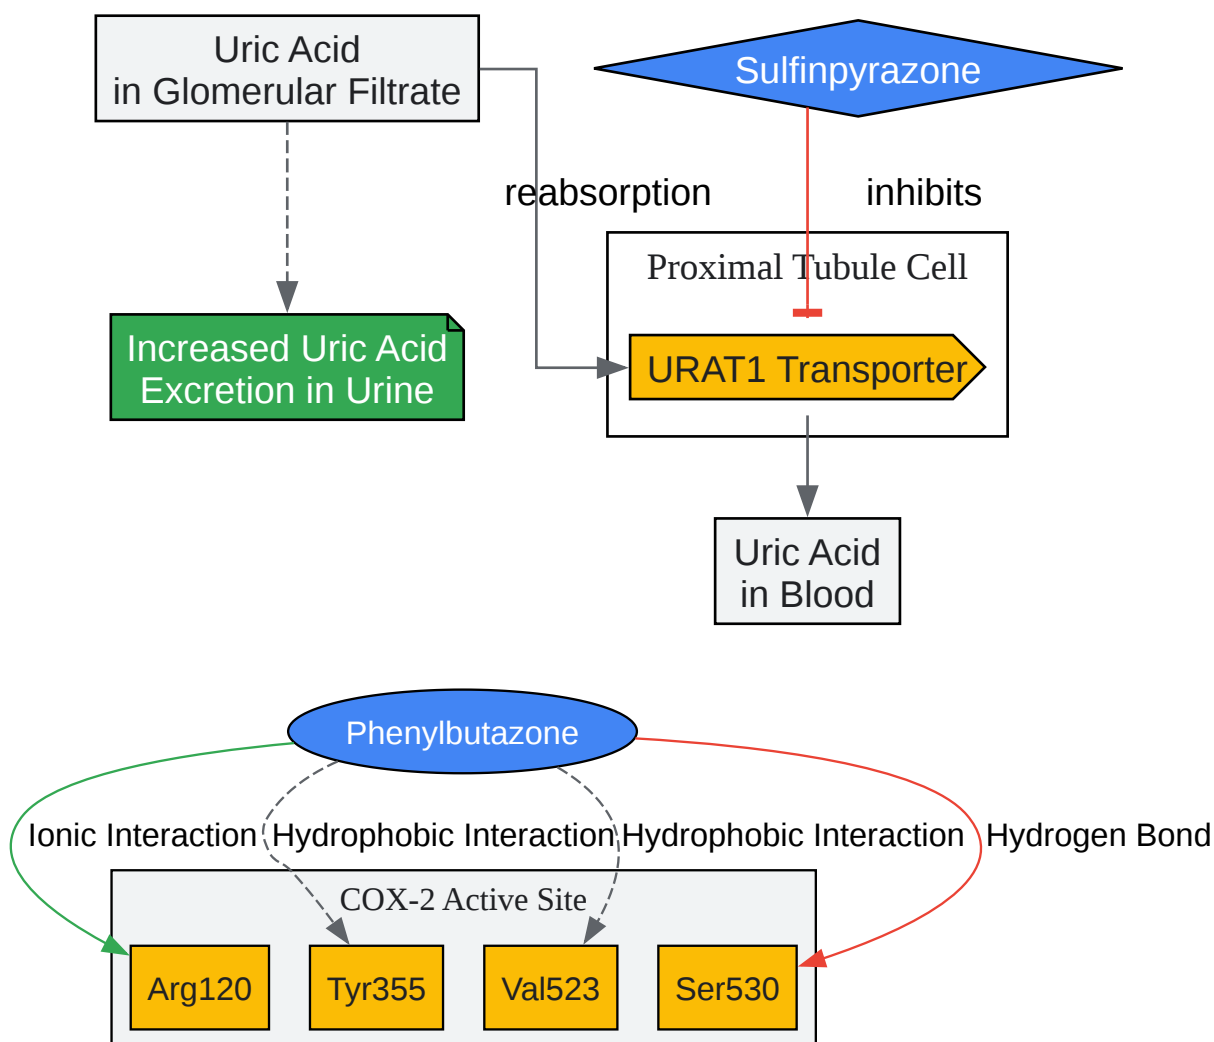 Uric Acid
in Glomerular Filtrate
Sulfinpyrazone
reabsorption
inhibits
Proximal Tubule Cell
Increased Uric Acid
Excretion in Urine
URAT1 Transporter
Uric Acid
in Blood
Phenylbutazone
Ionic Interaction
Hydrophobic Interaction
Hydrophobic Interaction
Hydrogen Bond
COX-2 Active Site
Arg120
Tyr355
Val523
Ser530